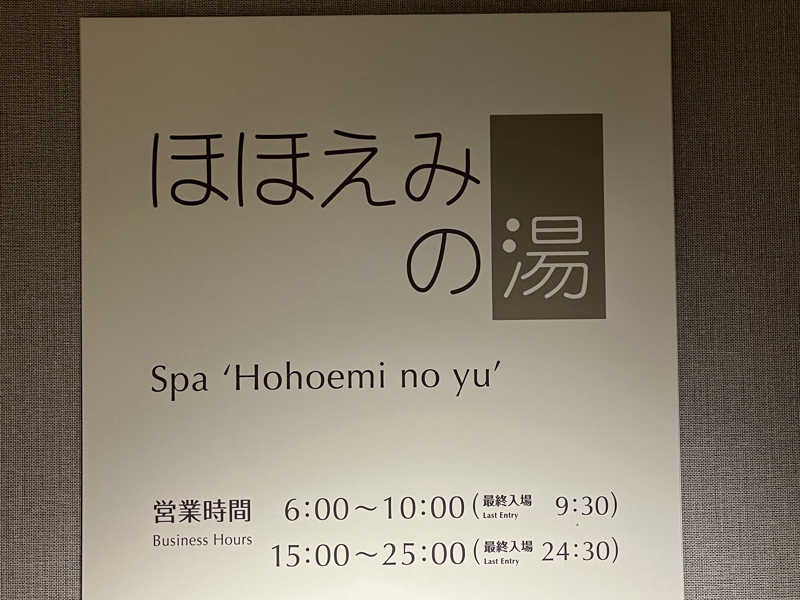 ほほえみ
の湯
Spa ‘Hohoemi no yu’
営業時間 6:00～10:00(最終入場 9:30)
Business Hours Last Entry
15:00～25:00(最終入場 24:30)
Last Entry